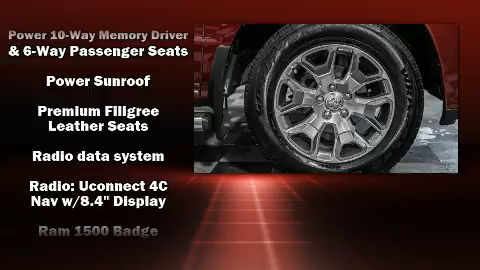 Power 10-Way Memory Driver
& 6-Way Passenger Seats
Power Sunroof
Premium Filigree
Leather Seats
Radio data system
Radio: Uconnect 4C
Nav w/8.4" Display
Ram 1500 Badge